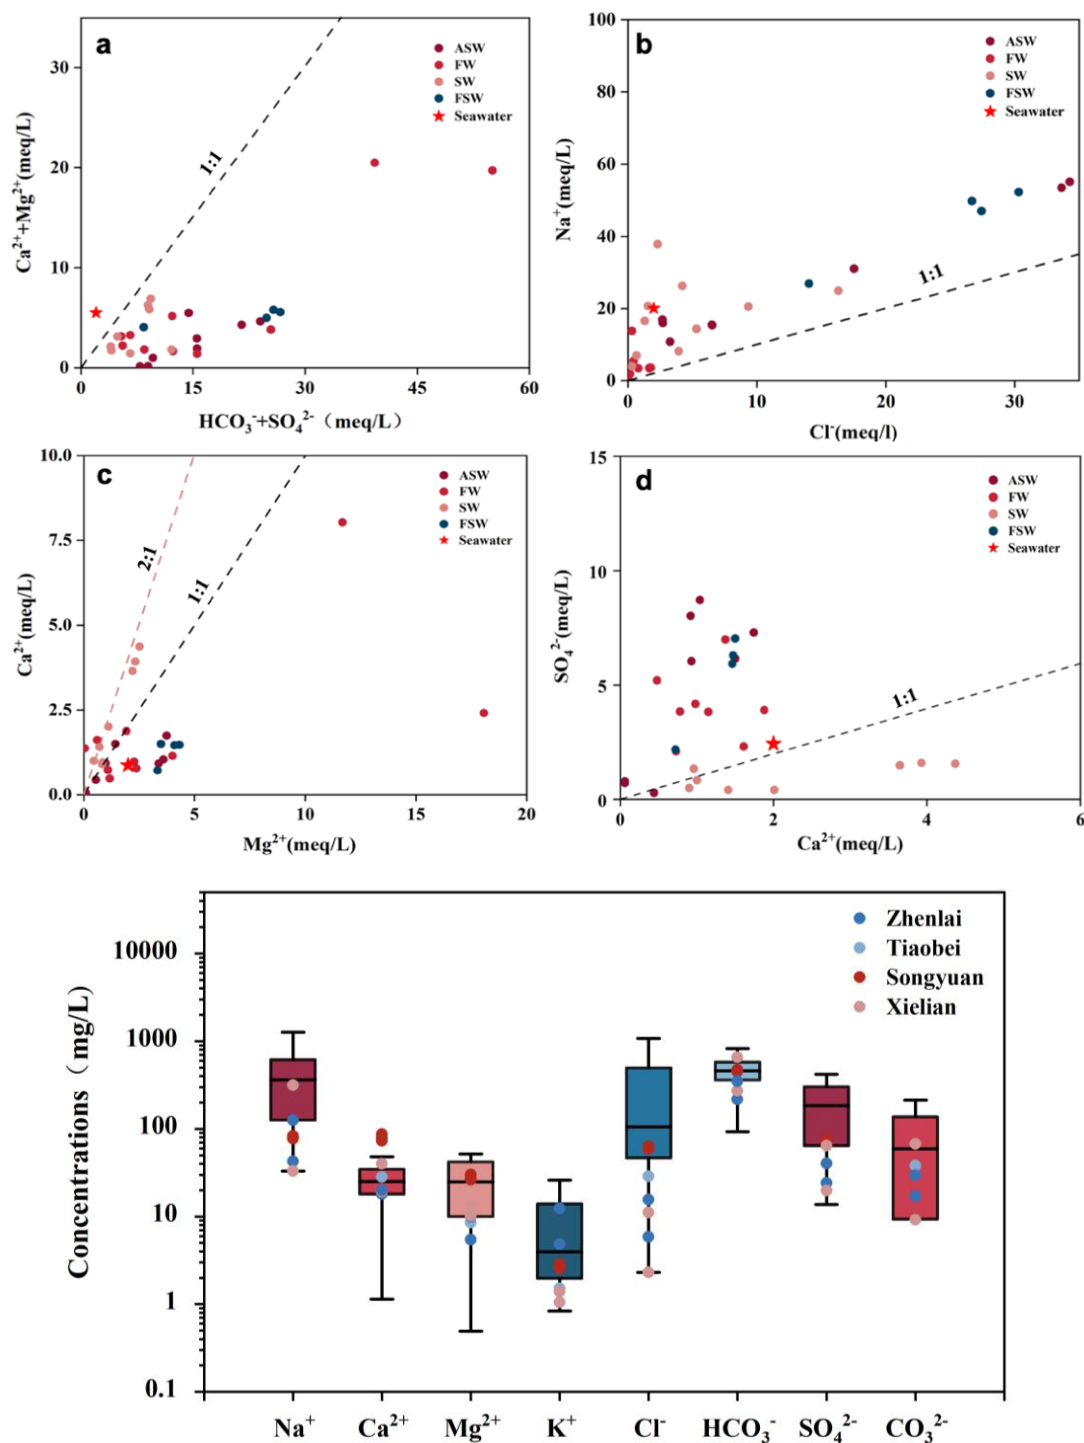 a
ASW
FW
SW
FSW
Seawater
1:1
30
20
10
0
0 15 30 45 60
Ca²⁺+Mg²⁺(meq/L)
HCO₃⁻+SO₄²⁻（meq/L）
b
ASW
FW
SW
FSW
Seawater
1:1
100
80
60
40
20
0
0 10 20 30
Na⁺(meq/L)
Cl⁻(meq/l)
c
ASW
FW
SW
FSW
Seawater
2:1
1:1
10.0
7.5
5.0
2.5
0.0
0 5 10 15 20
Ca²⁺(meq/L)
Mg²⁺(meq/L)
d
ASW
FW
SW
FSW
Seawater
1:1
15
10
5
0
0 2 4 6
SO₄²⁻(meq/L)
Ca²⁺(meq/L)
Zhenlai
Tiaobei
Songyuan
Xielian
10000
1000
100
10
1
0.1
Concentrations（mg/L）
Na⁺ Ca²⁺ Mg²⁺ K⁺ Cl⁻ HCO₃⁻ SO₄²⁻ CO₃²⁻